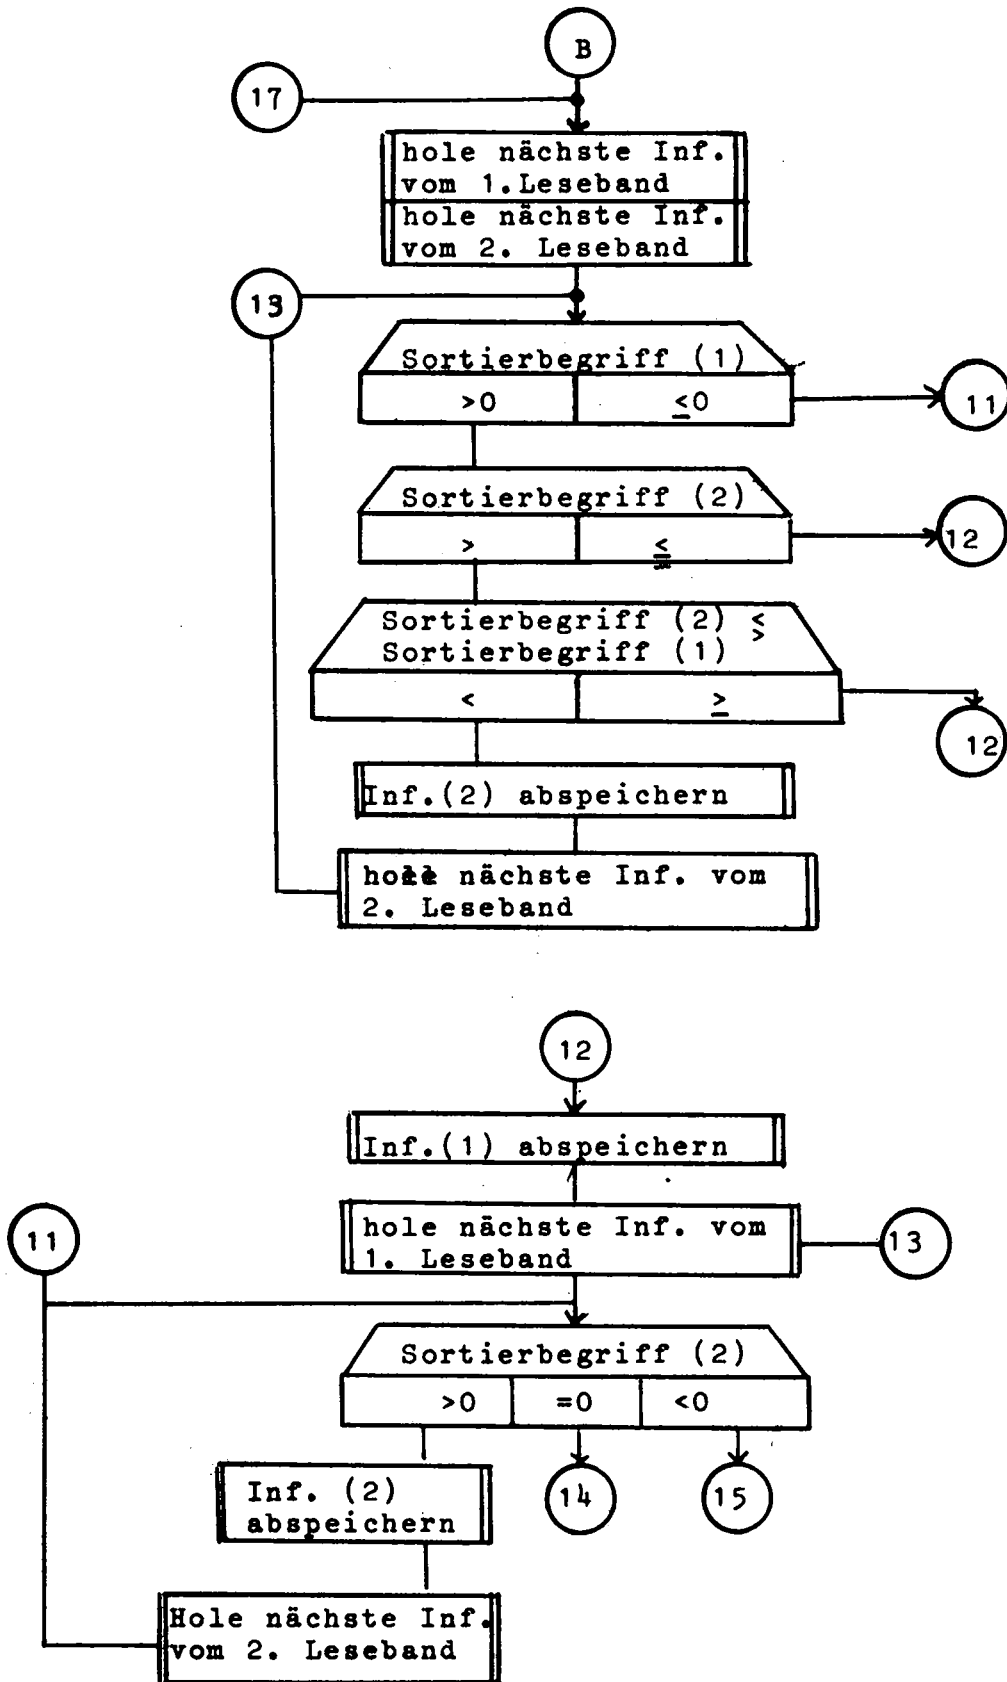 B
17
hole nächste Inf.
vom 1.Leseband
hole nächste Inf.
vom 2. Leseband
13
Sortierbegriff (1)
>0 ≤0
11
Sortierbegriff (2)
> ≤
12
Sortierbegriff (2) <
>
Sortierbegriff (1)
< ≥
12
Inf.(2) abspeichern
hole nächste Inf. vom
2. Leseband
12
Inf.(1) abspeichern
11
hole nächste Inf. vom
1. Leseband
13
Sortierbegriff (2)
>0 =0 <0
Inf. (2)
abspeichern
14
15
Hole nächste Inf.
vom 2. Leseband